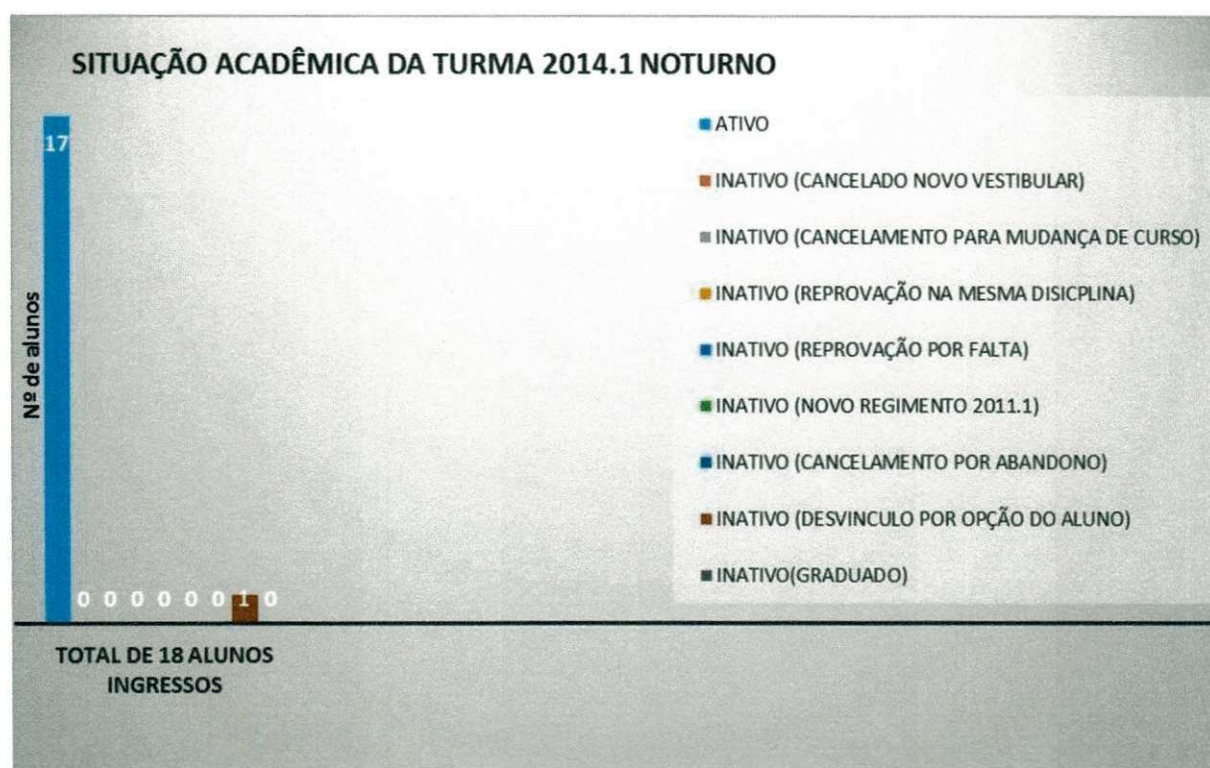 SITUAÇÃO ACADÊMICA DA TURMA 2014.1 NOTURNO
17
0 0 0 0 0 0 1 0
Nº de alunos
TOTAL DE 18 ALUNOS
INGRESSOS
ATIVO
INATIVO (CANCELADO NOVO VESTIBULAR)
INATIVO (CANCELAMENTO PARA MUDANÇA DE CURSO)
INATIVO (REPROVAÇÃO NA MESMA DISICPLINA)
INATIVO (REPROVAÇÃO POR FALTA)
INATIVO (NOVO REGIMENTO 2011.1)
INATIVO (CANCELAMENTO POR ABANDONO)
INATIVO (DESVINCULO POR OPÇÃO DO ALUNO)
INATIVO(GRADUADO)